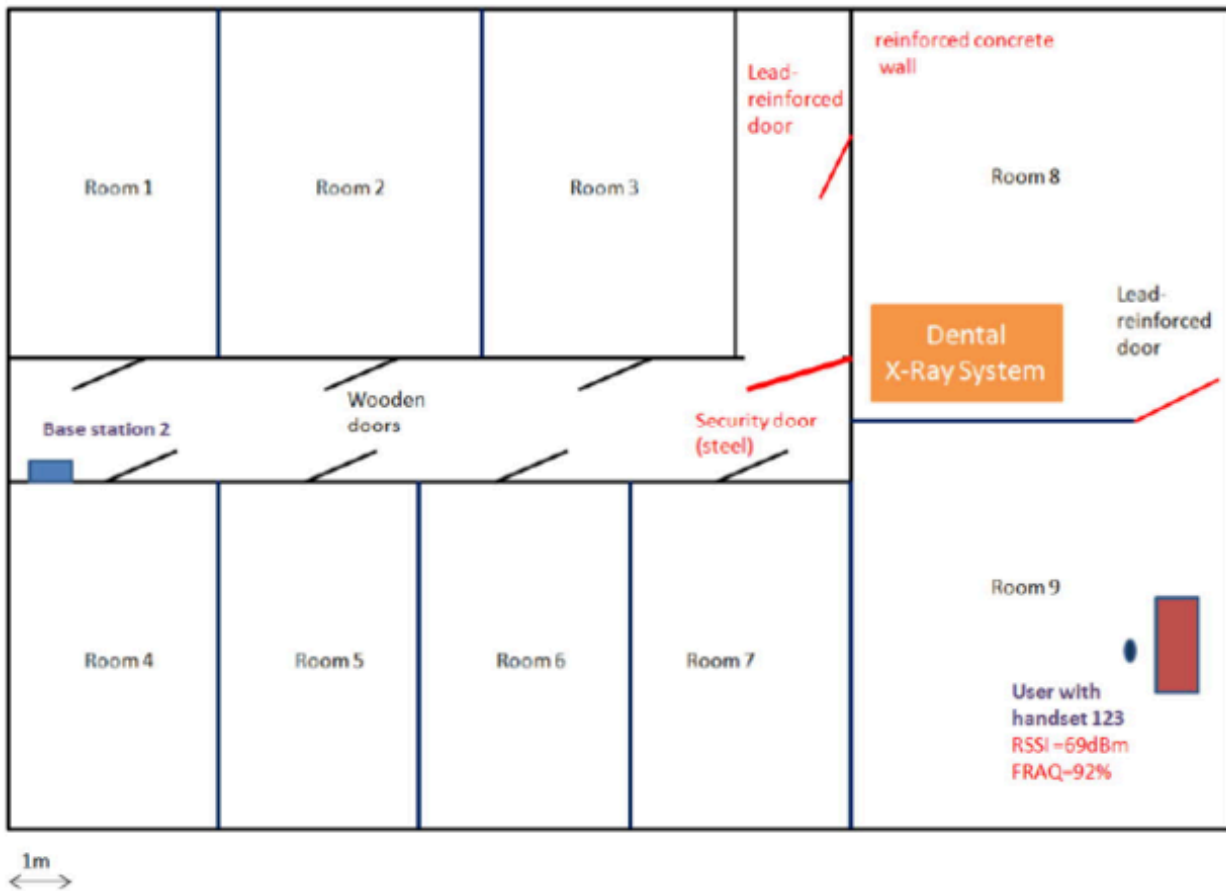 reinforced concrete
wall
Lead-
reinforced
door
Room 1
Room 2
Room 3
Room 8
Lead-
reinforced
door
Dental
X-Ray System
Wooden
doors
Base station 2
Security door
(steel)
Room 9
Room 4
Room 5
Room 6
Room 7
User with
handset 123
RSSI =69dBm
FRAQ=92%
1m